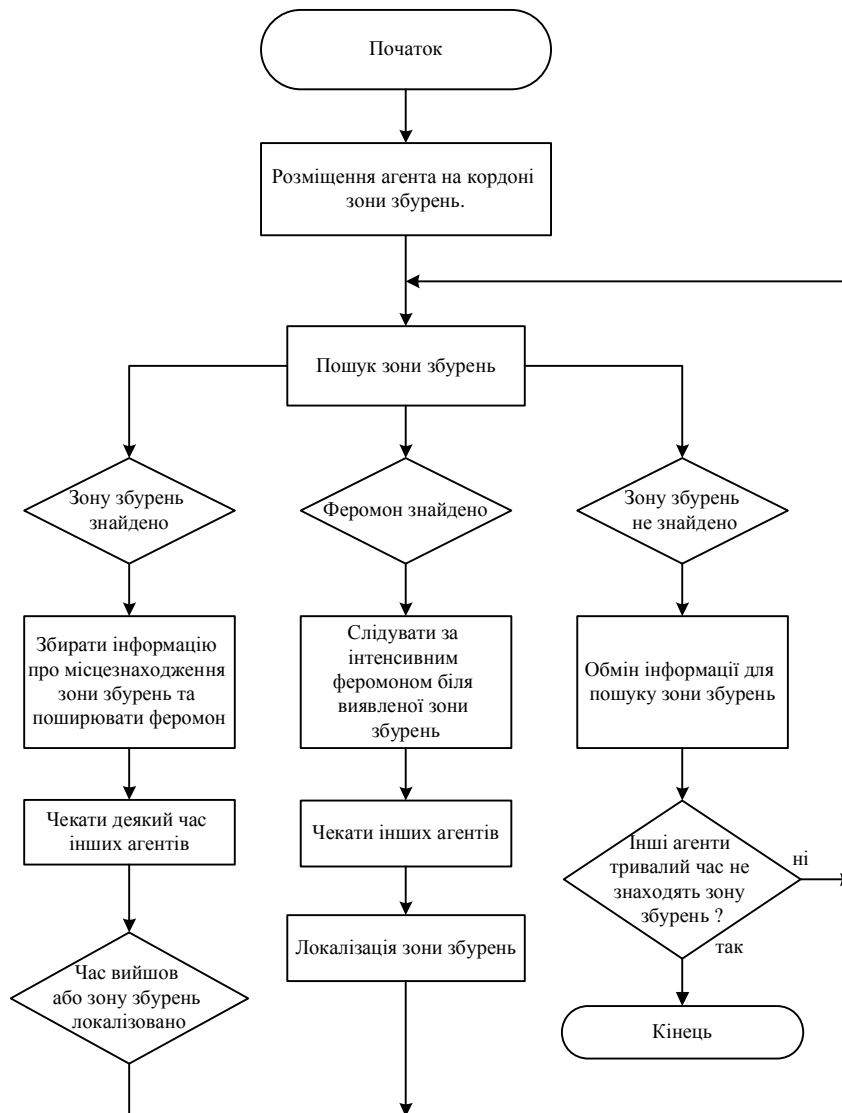 Початок
Розміщення агента на кордоні
зони збурень.
Пошук зони збурень
Зону збурень
знайдено
Феромон знайдено
Зону збурень
не знайдено
Збирати інформацію
про місцезнаходження
зони збурень та
поширювати феромон
Слідувати за
інтенсивним
феромоном біля
виявленої зони
збурень
Обмін інформації для
пошуку зони збурень
Чекати деякий час
інших агентів
Чекати інших агентів
Інші агенти
тривалий час не
знаходять зону
збурень ?
ні
так
Локалізація зони збурень
Час вийшов
або зону збурень
локалізовано
Кінець